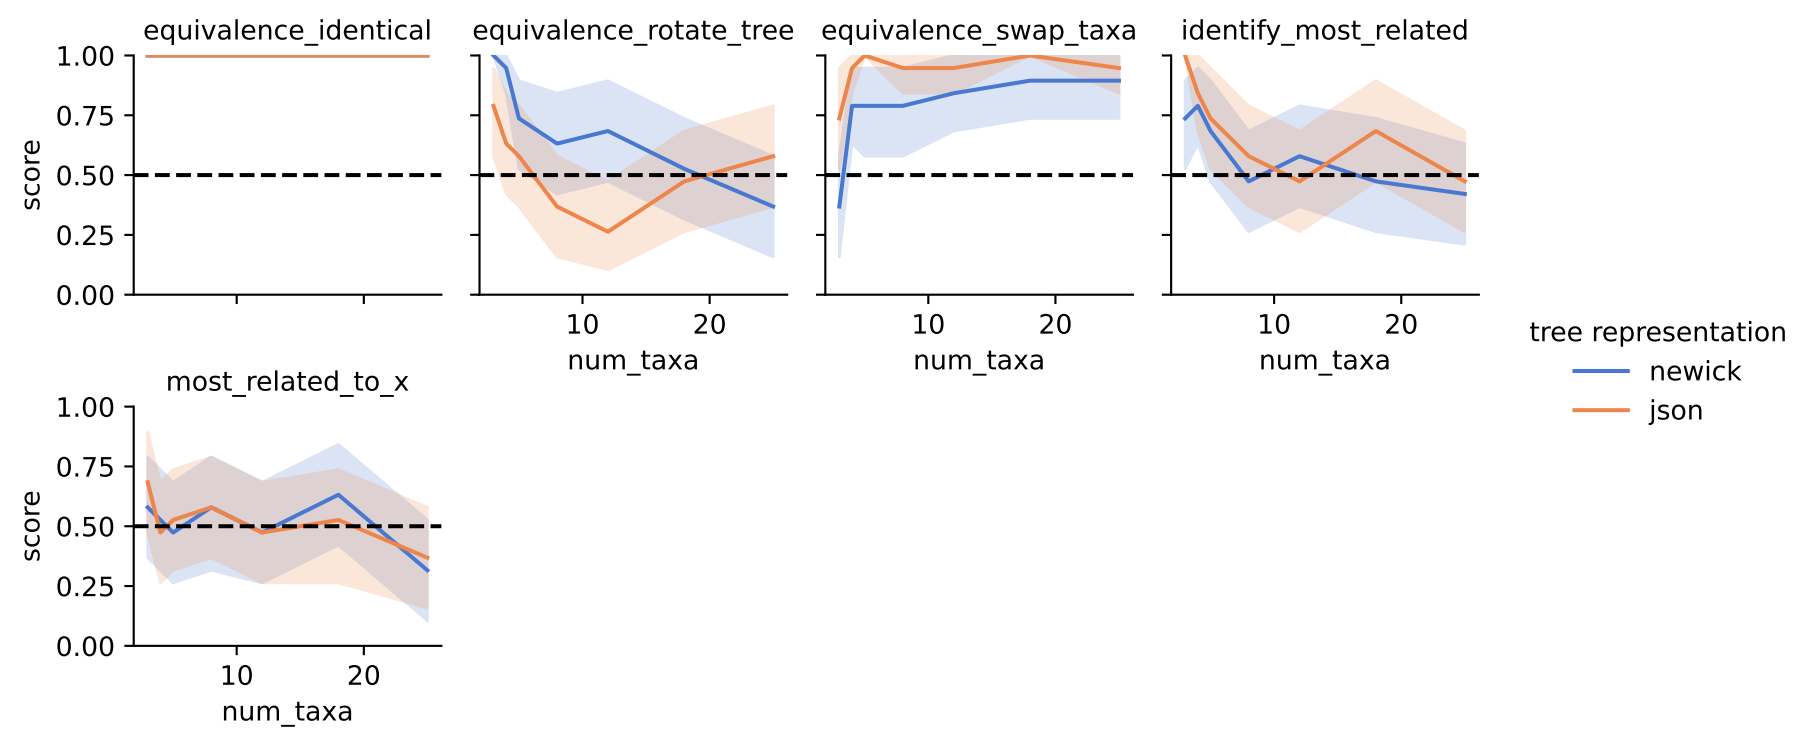 equivalence_identical
equivalence_rotate_tree
equivalence_swap_taxa
identify_most_related
1.00
0.75
0.50
0.25
0.00
score
10
20
num_taxa
10
20
num_taxa
10
20
num_taxa
tree representation
newick
json
most_related_to_x
1.00
0.75
0.50
0.25
0.00
score
10
20
num_taxa